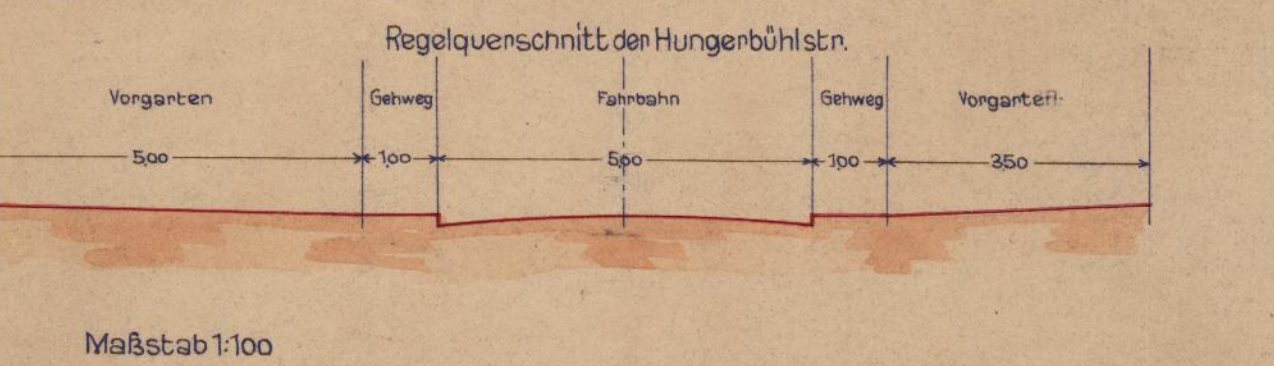 Regelquerschnitt der Hungerbühlstr.
Vorgarten Gehweg Fahrbahn Gehweg Vorgarten
5,00 1,00 5,00 1,00 3,50
Maßstab 1:100